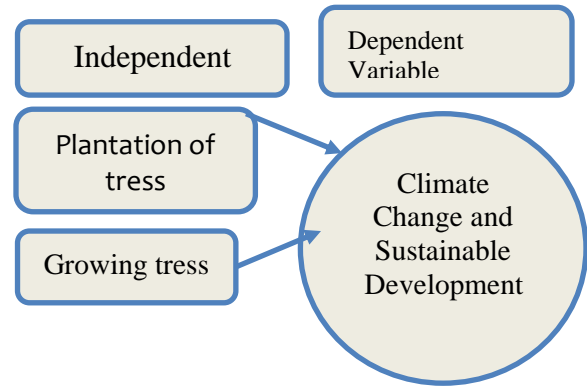 Independent
Dependent
Variable
Plantation of
tress
Growing tress
Climate
Change and
Sustainable
Development